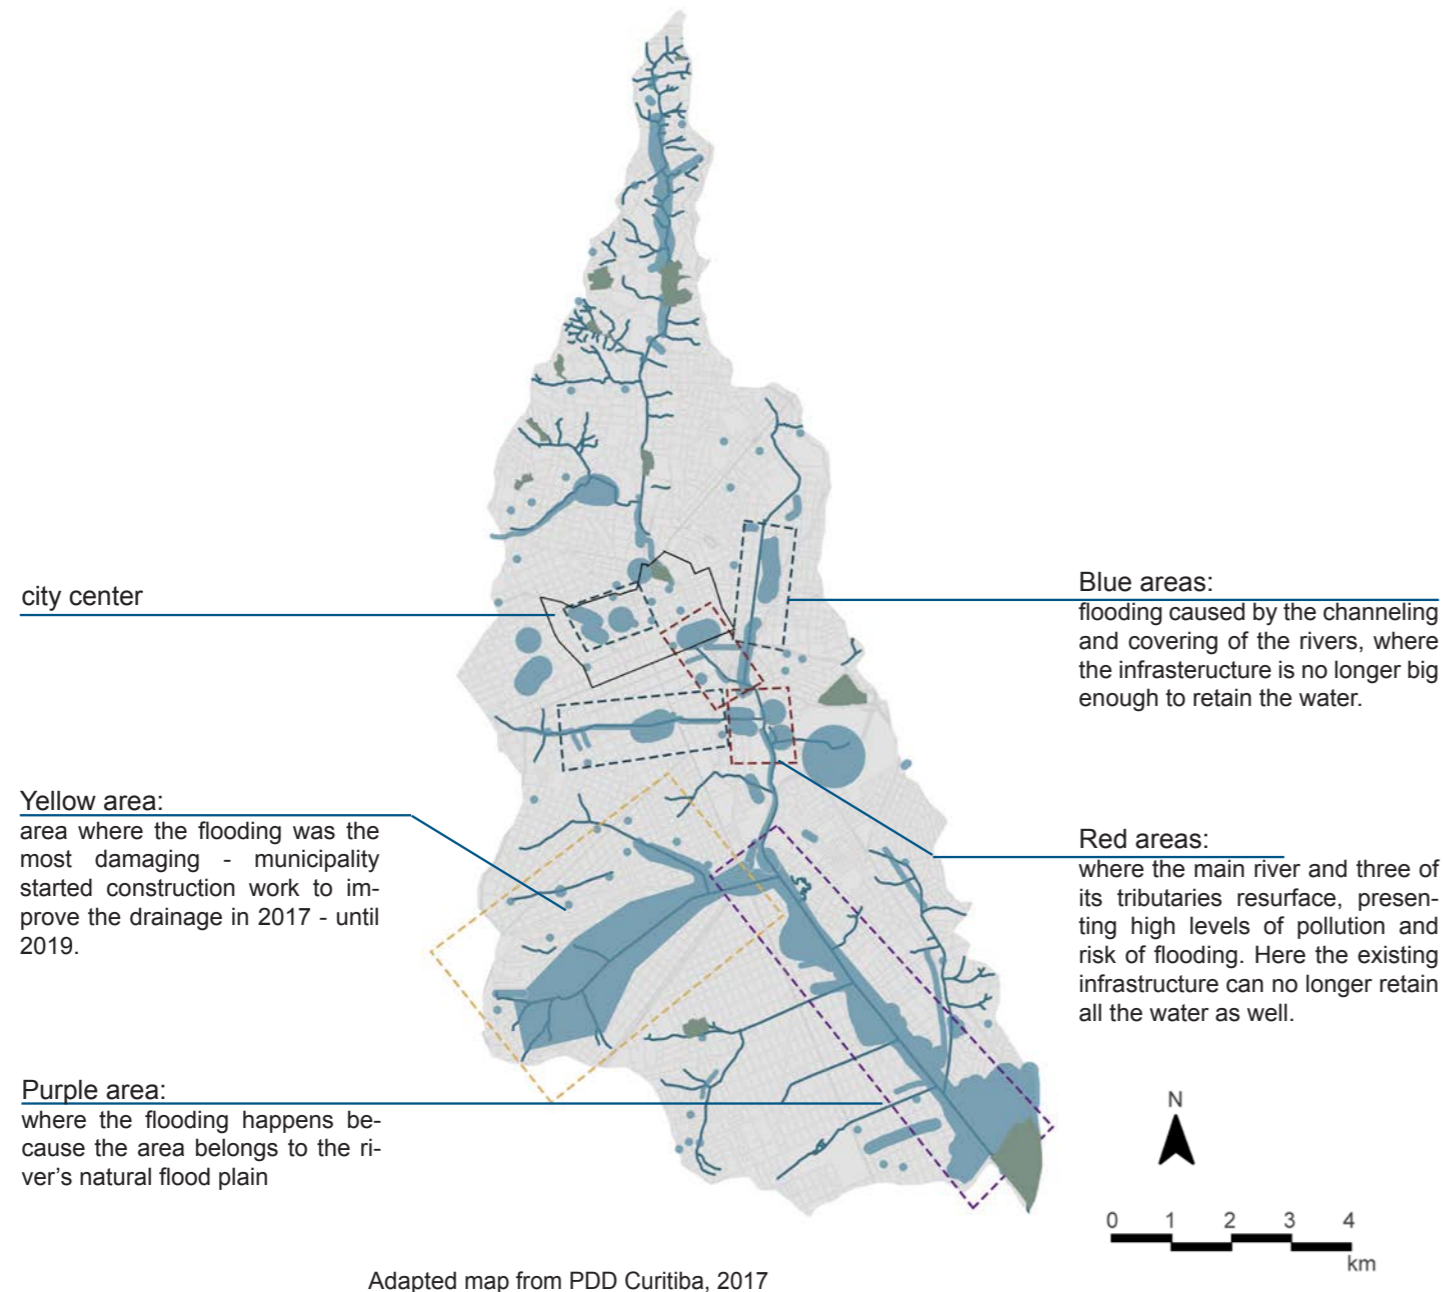 city center
Blue areas:
flooding caused by the channeling
and covering of the rivers, where
the infrasteructure is no longer big
enough to retain the water.
Yellow area:
area where the flooding was the
most damaging - municipality
started construction work to im-
prove the drainage in 2017 - until
2019.
Red areas:
where the main river and three of
its tributaries resurface, presen-
ting high levels of pollution and
risk of flooding. Here the existing
infrastructure can no longer retain
all the water as well.
Purple area:
where the flooding happens be-
cause the area belongs to the ri-
ver's natural flood plain
N
0 1 2 3 4
km
Adapted map from PDD Curitiba, 2017